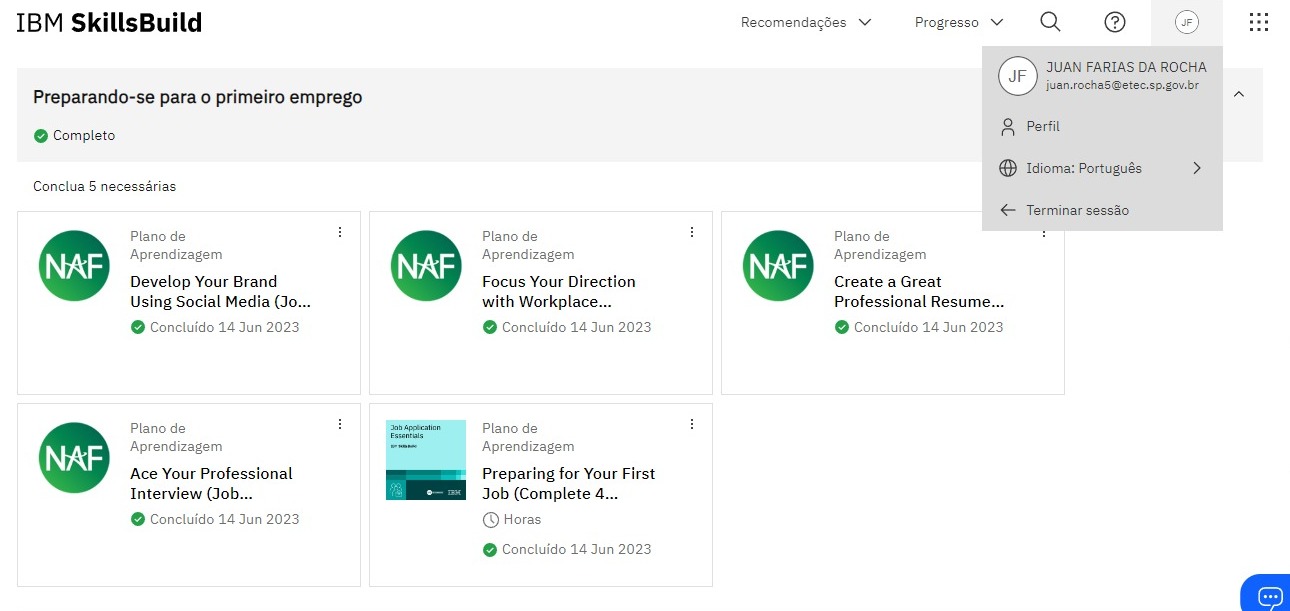 IBM SkillsBuild
Recomendações
Progresso
JF
JF
JUAN FARIAS DA ROCHA
juan.rocha5@etec.sp.gov.br
Perfil
Idioma: Português
Terminar sessão
Preparando-se para o primeiro emprego
Completo
Conclua 5 necessárias
NAF
Plano de
Aprendizagem
Develop Your Brand
Using Social Media (Jo...
Concluído 14 Jun 2023
NAF
Plano de
Aprendizagem
Focus Your Direction
with Workplace...
Concluído 14 Jun 2023
NAF
Plano de
Aprendizagem
Create a Great
Professional Resume...
Concluído 14 Jun 2023
NAF
Plano de
Aprendizagem
Ace Your Professional
Interview (Job...
Concluído 14 Jun 2023
Job Application
Essentials
IBM SkillsBuild
IBM
Plano de
Aprendizagem
Preparing for Your First
Job (Complete 4...
Horas
Concluído 14 Jun 2023